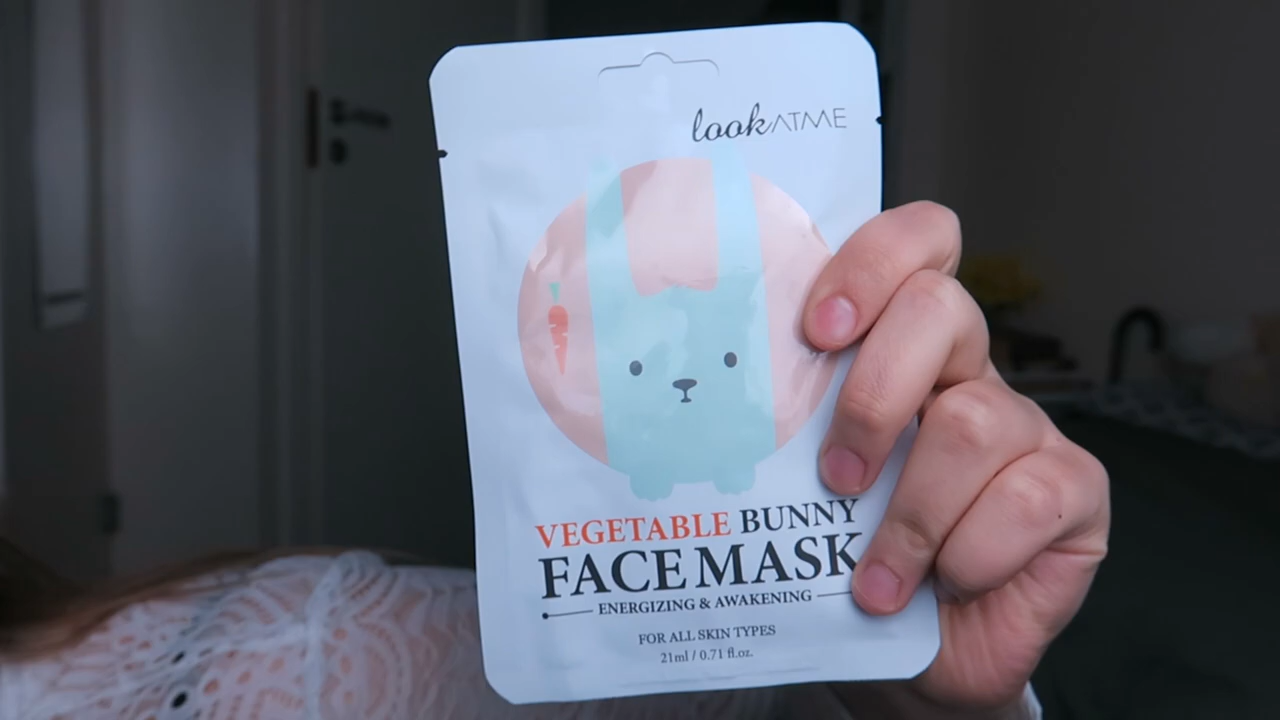 lookATME
VEGETABLE BUNNY
FACE MASK
ENERGIZING & AWAKENING
FOR ALL SKIN TYPES
21ml / 0.71 fl.oz.